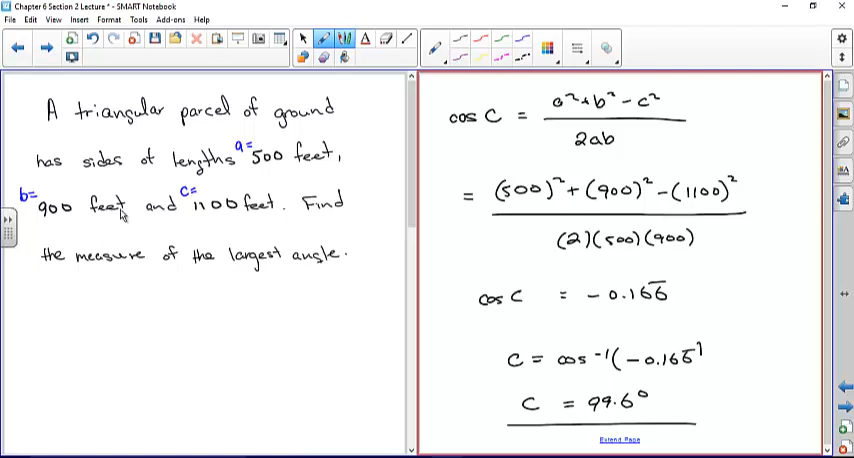 Chapter 6 Section 2 Lecture * - SMART Notebook
File Edit View Insert Format Tools Add-ons Help
A triangular parcel of ground
has sides of lengths a= 500 feet,
b= 900 feet and c= 1100 feet. Find
the measure of the largest angle.
cos C = a² + b² - c²
2ab
= (500)² + (900)² - (1100)²
(2)(500)(900)
cos C = -0.166̅
C = cos⁻¹(-0.166̅)
C = 99.6°
Extend Page